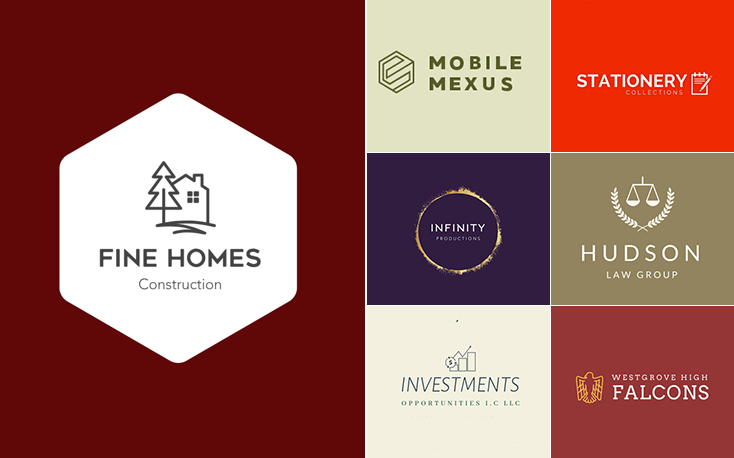 FINE HOMES
Construction
MOBILE
MEXUS
STATIONERY
COLLECTIONS
INFINITY
PRODUCTIONS
HUDSON
LAW GROUP
INVESTMENTS
OPPORTUNITIES I.C LLC
WESTGROVE HIGH
FALCONS